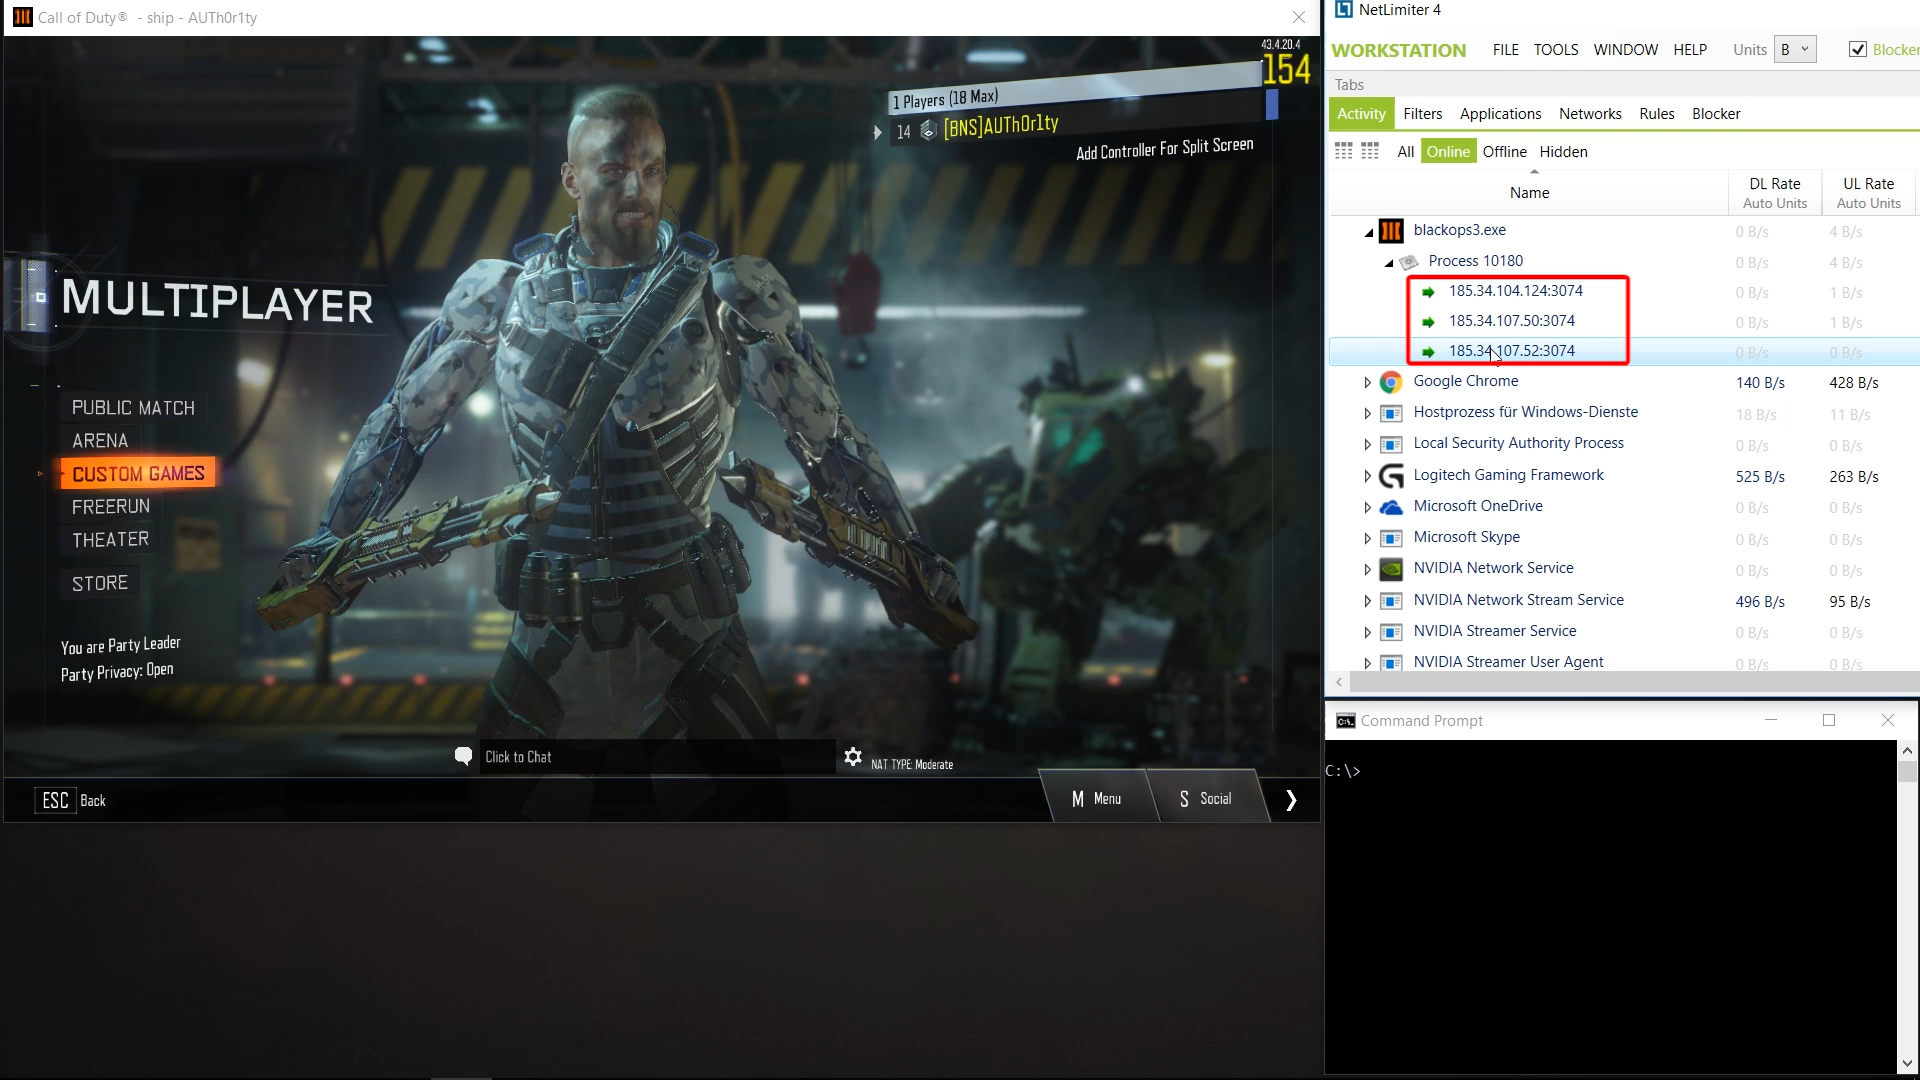 Call of Duty® - ship - AUTh0r1ty
43.4.20.4
154
1 Players (18 Max)
14 [BNS]AUTh0r1ty
Add Controller For Split Screen
MULTIPLAYER
PUBLIC MATCH
ARENA
CUSTOM GAMES
FREERUN
THEATER
STORE
You are Party Leader
Party Privacy: Open
Click to Chat
NAT TYPE: Moderate
ESC Back
M Menu
S Social
NetLimiter 4
WORKSTATION FILE TOOLS WINDOW HELP Units B Blocker
Tabs
Activity Filters Applications Networks Rules Blocker
All Online Offline Hidden
Name DL Rate UL Rate
Auto Units Auto Units
blackops3.exe 0 B/s 4 B/s
Process 10180 0 B/s 4 B/s
185.34.104.124:3074 0 B/s 1 B/s
185.34.107.50:3074 0 B/s 1 B/s
185.34.107.52:3074 0 B/s 0 B/s
Google Chrome 140 B/s 428 B/s
Hostprozess für Windows-Dienste 18 B/s 11 B/s
Local Security Authority Process 0 B/s 0 B/s
Logitech Gaming Framework 525 B/s 263 B/s
Microsoft OneDrive 0 B/s 0 B/s
Microsoft Skype 0 B/s 0 B/s
NVIDIA Network Service 0 B/s 0 B/s
NVIDIA Network Stream Service 496 B/s 95 B/s
NVIDIA Streamer Service 0 B/s 0 B/s
NVIDIA Streamer User Agent 0 B/s 0 B/s
Command Prompt
C:\>